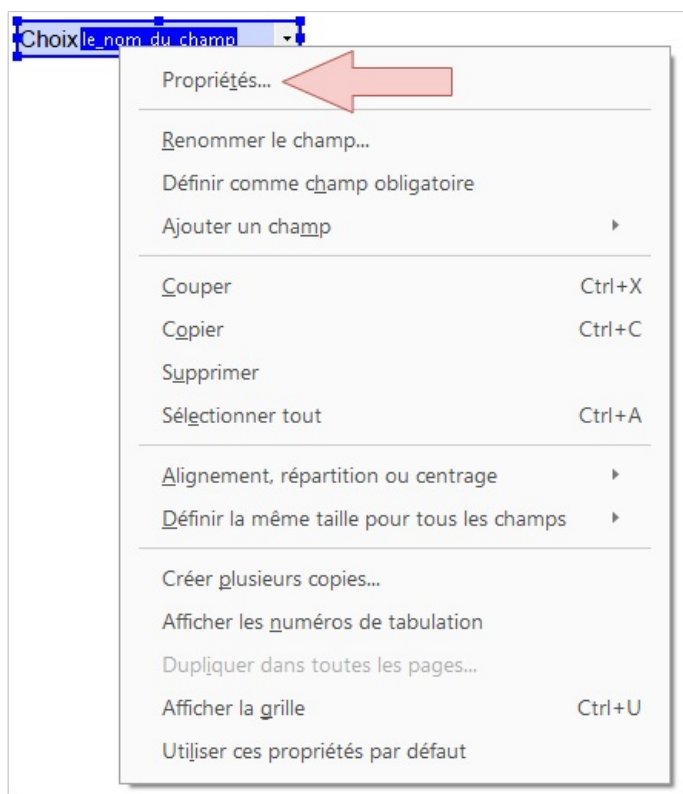 Choix le_nom_du_champ
Propriétés...
Renommer le champ...
Définir comme champ obligatoire
Ajouter un champ
Couper Ctrl+X
Copier Ctrl+C
Supprimer
Sélectionner tout Ctrl+A
Alignement, répartition ou centrage
Définir la même taille pour tous les champs
Créer plusieurs copies...
Afficher les numéros de tabulation
Dupliquer dans toutes les pages...
Afficher la grille Ctrl+U
Utiliser ces propriétés par défaut